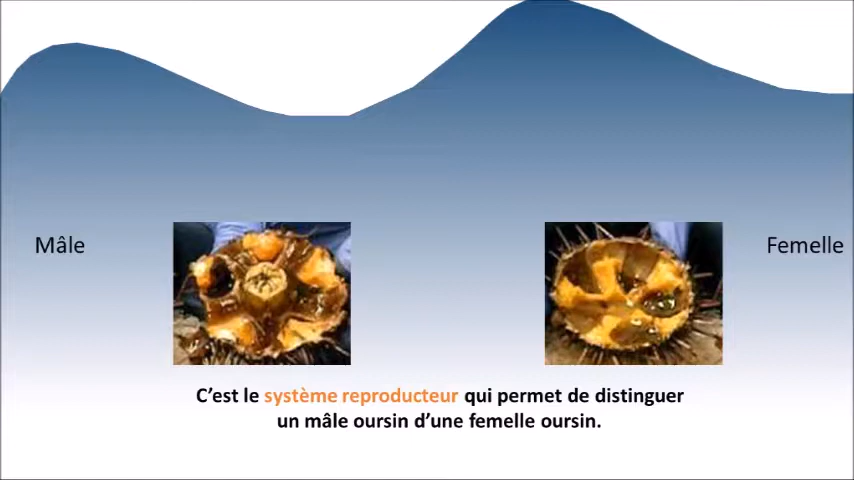 Mâle
Femelle
C’est le système reproducteur qui permet de distinguer
un mâle oursin d’une femelle oursin.